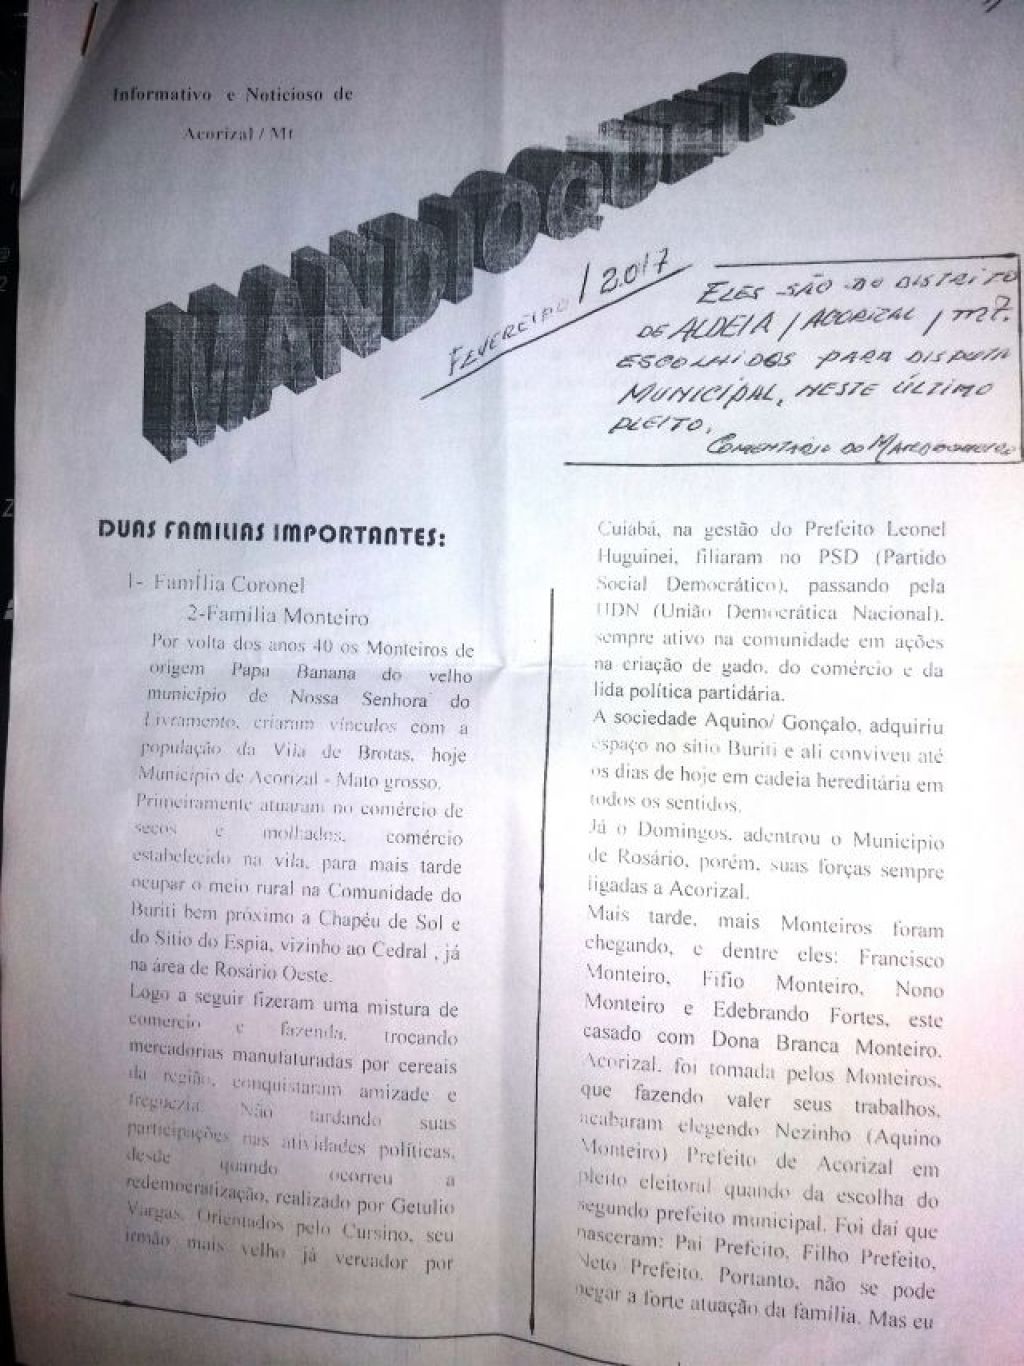 Informativo e Noticioso de
Acorizal / Mt
MANDIOQUEIRO
FEVEREIRO / 2.017
ELES SÃO DO DISTRITO
DE ALDEIA / ACORIZAL / MT.
ESCOLHIDOS PARA DISPUTA
MUNICIPAL, NESTE ÚLTIMO
PLEITO.
COMENTÁRIO DO MANDIOQUEIRO
DUAS FAMILIAS IMPORTANTES:
1- Família Coronel
2-Família Monteiro
Por volta dos anos 40 os Monteiros de
origem Papa Banana do velho
município de Nossa Senhora do
Livramento, criaram vínculos com a
população da Vila de Brotas, hoje
Município de Acorizal - Mato grosso.
Primeiramente atuaram no comércio de
secos e molhados, comércio
estabelecido na vila, para mais tarde
ocupar o meio rural na Comunidade do
Buriti bem próximo a Chapéu de Sol e
do Sitio do Espia, vizinho ao Cedral , já
na área de Rosário Oeste.
Logo a seguir fizeram uma mistura de
comercio e fazenda, trocando
mercadorias manufaturadas por cereais
da região, conquistaram amizade e
freguezia. Não tardando suas
participações nas atividades políticas,
desde quando ocorreu a
redemocratização, realizado por Getulio
Vargas. Orientados pelo Cursino, seu
irmão mais velho já vereador por
Cuiabá, na gestão do Prefeito Leonel
Huguinei, filiaram no PSD (Partido
Social Democrático), passando pela
UDN (União Democrática Nacional).
sempre ativo na comunidade em ações
na criação de gado, do comércio e da
lida política partidária.
A sociedade Aquino/ Gonçalo, adquiriu
espaço no sítio Buriti e ali conviveu até
os dias de hoje em cadeia hereditária em
todos os sentidos.
Já o Domingos, adentrou o Municipio
de Rosário, porém, suas forças sempre
ligadas a Acorizal.
Mais tarde, mais Monteiros foram
chegando, e dentre eles: Francisco
Monteiro, Fifio Monteiro, Nono
Monteiro e Edebrando Fortes, este
casado com Dona Branca Monteiro.
Acorizal, foi tomada pelos Monteiros,
que fazendo valer seus trabalhos,
acabaram elegendo Nezinho (Aquino
Monteiro) Prefeito de Acorizal em
pleito eleitoral quando da escolha do
segundo prefeito municipal. Foi daí que
nasceram: Pai Prefeito, Filho Prefeito,
Neto Prefeito. Portanto, não se pode
negar a forte atuação da família. Mas eu